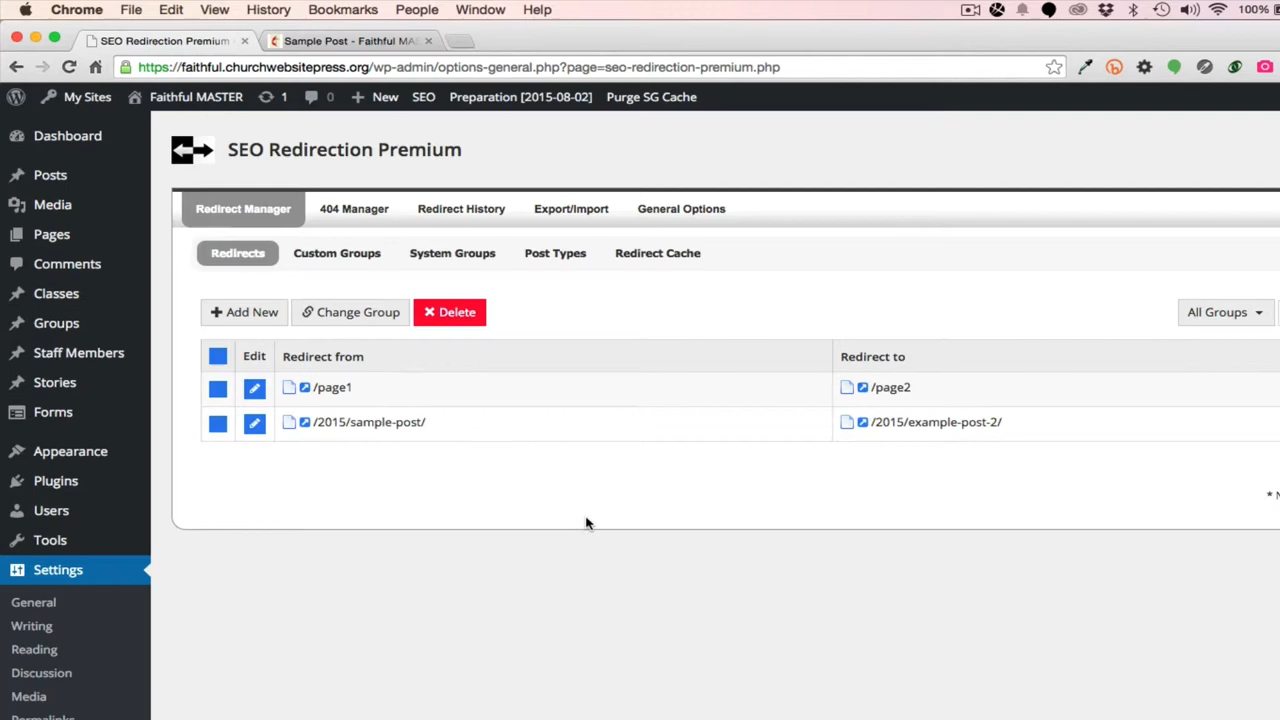 Chrome File Edit View History Bookmarks People Window Help 100%
SEO Redirection Premium Sample Post - Faithful MA
https://faithful.churchwebsitepress.org/wp-admin/options-general.php?page=seo-redirection-premium.php
My Sites Faithful MASTER 1 0 New SEO Preparation [2015-08-02] Purge SG Cache
Dashboard
Posts
Media
Pages
Comments
Classes
Groups
Staff Members
Stories
Forms
Appearance
Plugins
Users
Tools
Settings
General
Writing
Reading
Discussion
Media
Permalinks
SEO Redirection Premium
Redirect Manager 404 Manager Redirect History Export/Import General Options
Redirects Custom Groups System Groups Post Types Redirect Cache
Add New Change Group Delete All Groups
Edit Redirect from Redirect to
/page1 /page2
/2015/sample-post/ /2015/example-post-2/
* N